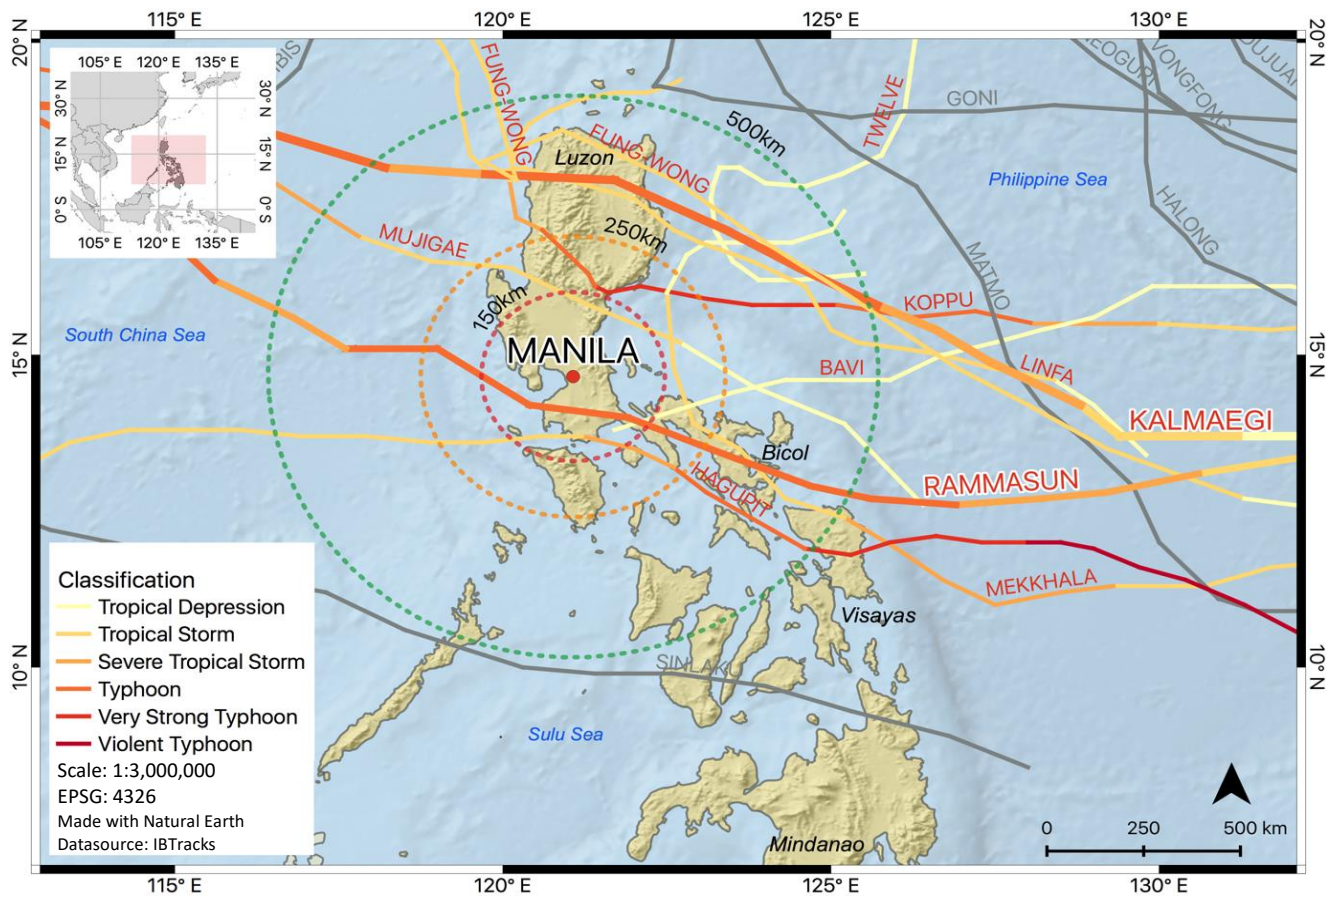 115° E
120° E
125° E
130° E
20° N
20° N
105° E
120° E
135° E
30° N
30° N
15° N
15° N
0° S
0° S
105° E
120° E
135° E
FUNG-WONG
TWELVE
GONI
VONGFONG
500km
FUNG-WONG
Luzon
Philippine Sea
HALONG
250km
MUJIGAE
MATMO
150km
KOPPU
South China Sea
15° N
15° N
MANILA
BAVI
LINFA
KALMAEGI
Bicol
HAGUPIT
RAMMASUN
MEKKHALA
Visayas
SINLAKU
10° N
10° N
Sulu Sea
Mindanao
Classification
Tropical Depression
Tropical Storm
Severe Tropical Storm
Typhoon
Very Strong Typhoon
Violent Typhoon
Scale: 1:3,000,000
EPSG: 4326
Made with Natural Earth
Datasource: IBTracks
0
250
500 km
115° E
120° E
125° E
130° E